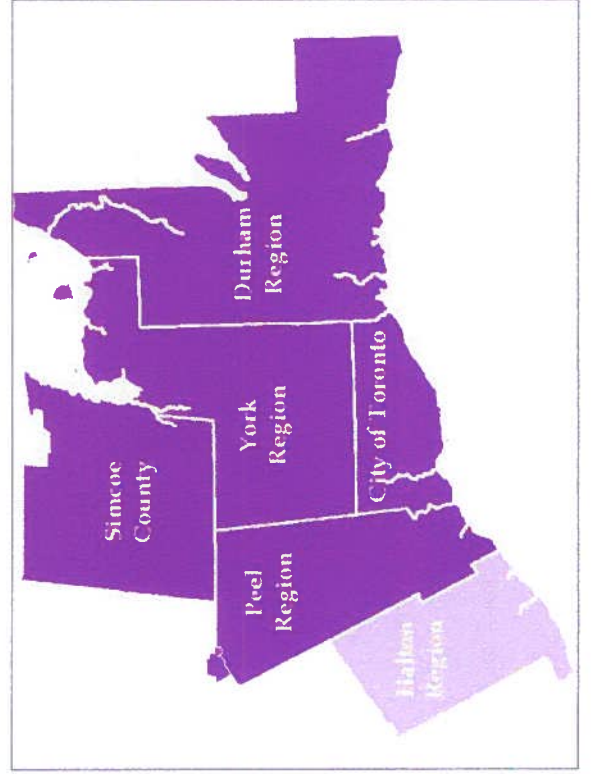 Simcoe
County
Durham
Region
York
Region
Peel
Region
City of Toronto
Halton
Region